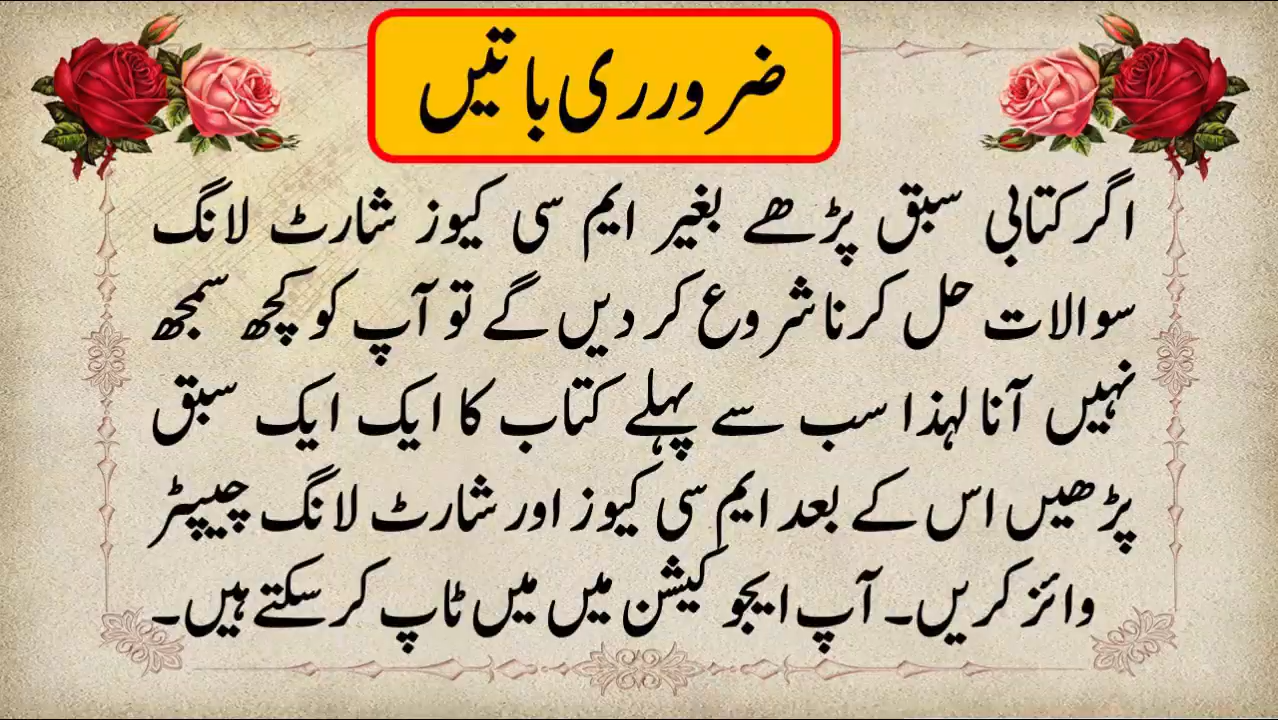 ضرورری باتیں
اگر کتابی سبق پڑھے بغیر ایم سی کیوز شارٹ لانگ
سوالات حل کرنا شروع کر دیں گے تو آپ کو کچھ سمجھ
نہیں آنا لہذا سب سے پہلے کتاب کا ایک ایک سبق
پڑھیں اس کے بعد ایم سی کیوز اور شارٹ لانگ چیپٹر
وائز کریں۔ آپ ایجوکیشن میں میں ٹاپ کر سکتے ہیں۔